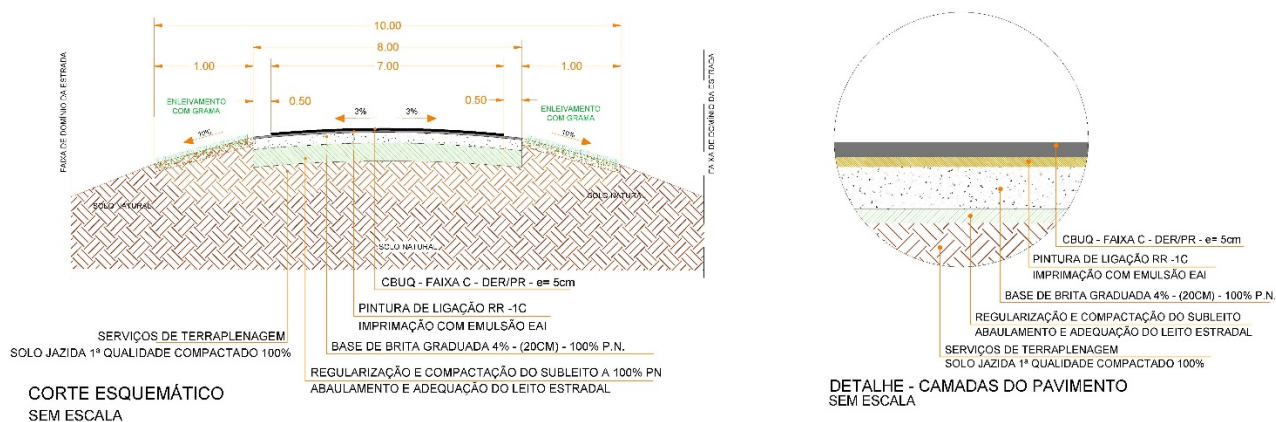 10.00
8.00
1.00
7.00
1.00
ENLEIVAMENTO
COM GRAMA
0.50
0.50
ENLEIVAMENTO
COM GRAMA
3%
3%
10%
10%
FAIXA DE DOMÍNIO DA ESTRADA
FAIXA DE DOMÍNIO DA ESTRADA
SOLO NATURAL
SOLO NATURAL
SOLO NATURAL
CBUQ - FAIXA C - DER/PR - e= 5cm
PINTURA DE LIGAÇÃO RR -1C
IMPRIMAÇÃO COM EMULSÃO EAI
SERVIÇOS DE TERRAPLENAGEM
SOLO JAZIDA 1ª QUALIDADE COMPACTADO 100%
BASE DE BRITA GRADUADA 4% - (20CM) - 100% P.N.
REGULARIZAÇÃO E COMPACTAÇÃO DO SUBLEITO A 100% PN
ABAULAMENTO E ADEQUAÇÃO DO LEITO ESTRADAL
CORTE ESQUEMÁTICO
SEM ESCALA
CBUQ - FAIXA C - DER/PR - e= 5cm
PINTURA DE LIGAÇÃO RR -1C
IMPRIMAÇÃO COM EMULSÃO EAI
BASE DE BRITA GRADUADA 4% - (20CM) - 100% P.N.
REGULARIZAÇÃO E COMPACTAÇÃO DO SUBLEITO
ABAULAMENTO E ADEQUAÇÃO DO LEITO ESTRADAL
SERVIÇOS DE TERRAPLENAGEM
SOLO JAZIDA 1ª QUALIDADE COMPACTADO 100%
DETALHE - CAMADAS DO PAVIMENTO
SEM ESCALA